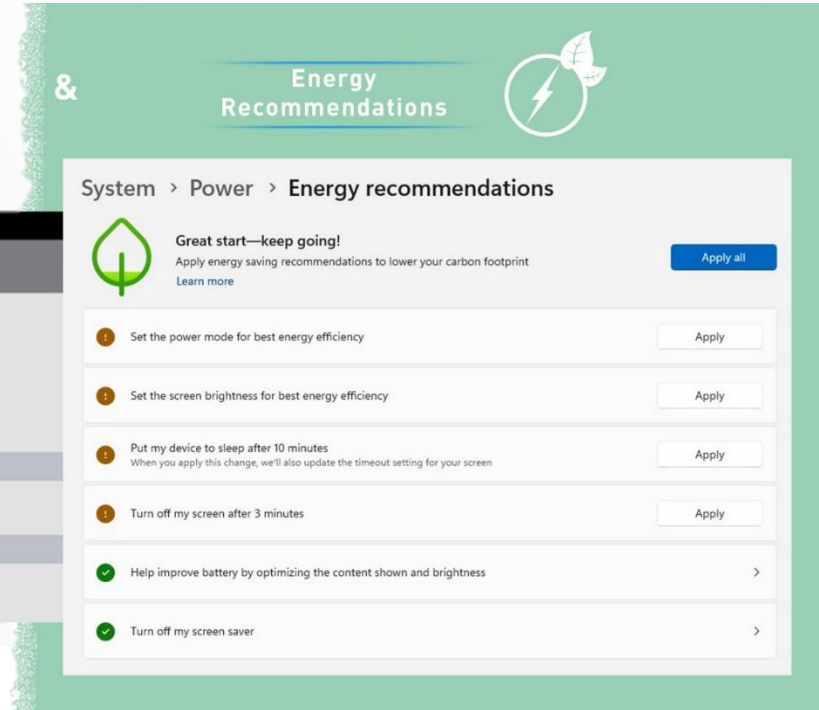 &
Energy
Recommendations
System > Power > Energy recommendations
Great start—keep going!
Apply energy saving recommendations to lower your carbon footprint
Learn more
Apply all
Set the power mode for best energy efficiency
Apply
Set the screen brightness for best energy efficiency
Apply
Put my device to sleep after 10 minutes
When you apply this change, we'll also update the timeout setting for your screen
Apply
Turn off my screen after 3 minutes
Apply
Help improve battery by optimizing the content shown and brightness
Turn off my screen saver